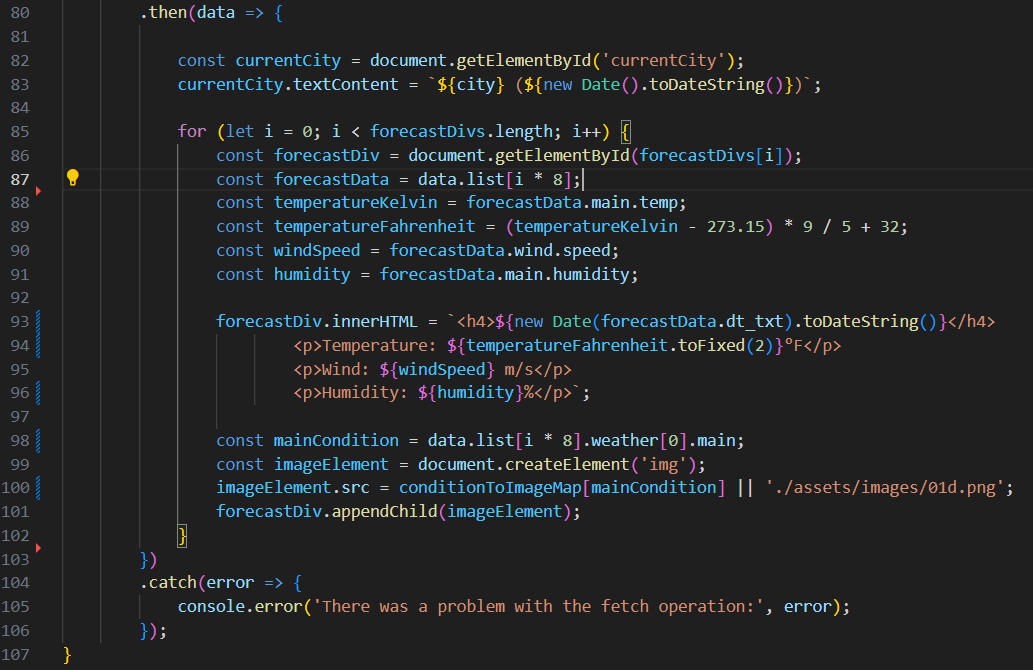 80 .then(data => {
81
82 const currentCity = document.getElementById('currentCity');
83 currentCity.textContent = `${city} (${new Date().toDateString()})`;
84
85 for (let i = 0; i < forecastDivs.length; i++) {
86 const forecastDiv = document.getElementById(forecastDivs[i]);
87 const forecastData = data.list[i * 8];
88 const temperatureKelvin = forecastData.main.temp;
89 const temperatureFahrenheit = (temperatureKelvin - 273.15) * 9 / 5 + 32;
90 const windSpeed = forecastData.wind.speed;
91 const humidity = forecastData.main.humidity;
92
93 forecastDiv.innerHTML = `<h4>${new Date(forecastData.dt_txt).toDateString()}</h4>
94 <p>Temperature: ${temperatureFahrenheit.toFixed(2)}°F</p>
95 <p>Wind: ${windSpeed} m/s</p>
96 <p>Humidity: ${humidity}%</p>`;
97
98 const mainCondition = data.list[i * 8].weather[0].main;
99 const imageElement = document.createElement('img');
100 imageElement.src = conditionToImageMap[mainCondition] || './assets/images/01d.png';
101 forecastDiv.appendChild(imageElement);
102 }
103 })
104 .catch(error => {
105 console.error('There was a problem with the fetch operation:', error);
106 });
107 }